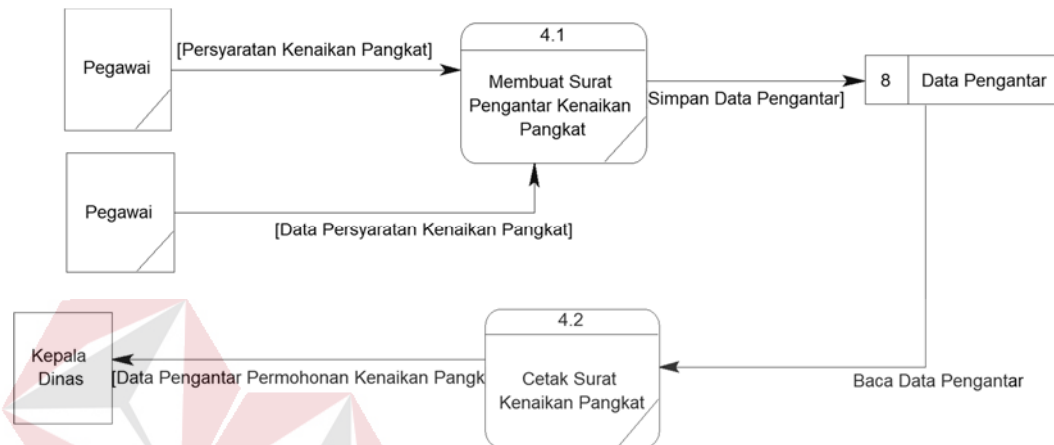 Pegawai
[Persyaratan Kenaikan Pangkat]
4.1
Membuat Surat
Pengantar Kenaikan
Pangkat
Simpan Data Pengantar]
8
Data Pengantar
Pegawai
[Data Persyaratan Kenaikan Pangkat]
Kepala
Dinas
[Data Pengantar Permohonan Kenaikan Pangk
4.2
Cetak Surat
Kenaikan Pangkat
Baca Data Pengantar